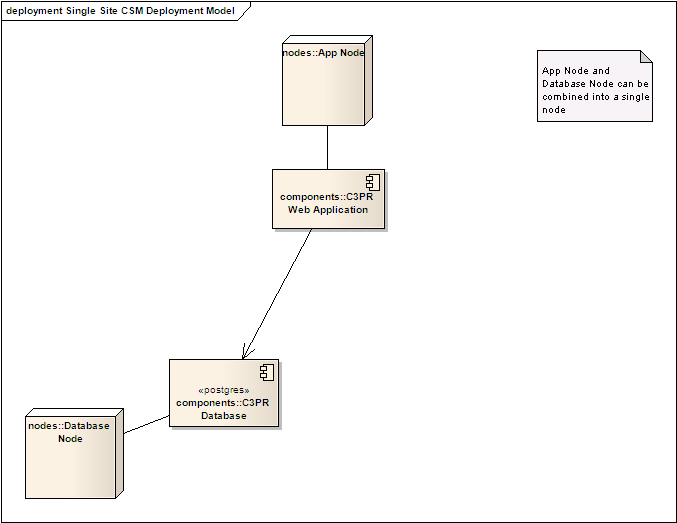 deployment Single Site CSM Deployment Model
nodes::App Node
App Node and
Database Node can be
combined into a single
node
components::C3PR
Web Application
«postgres»
components::C3PR
Database
nodes::Database
Node